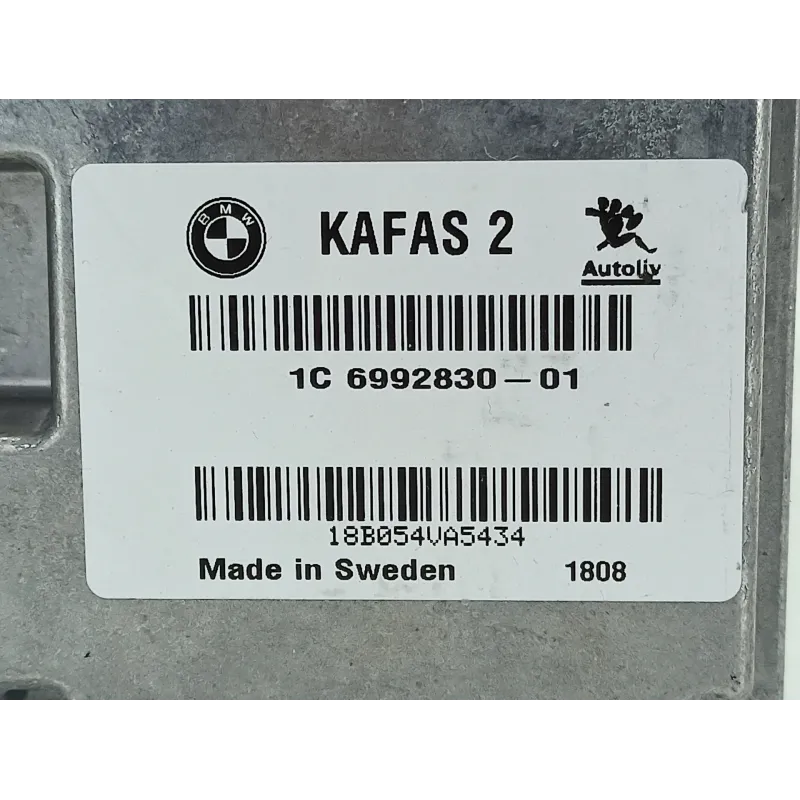 BMW
KAFAS 2
Autoliv
1C 6992830-01
18B054VA5434
Made in Sweden 1808